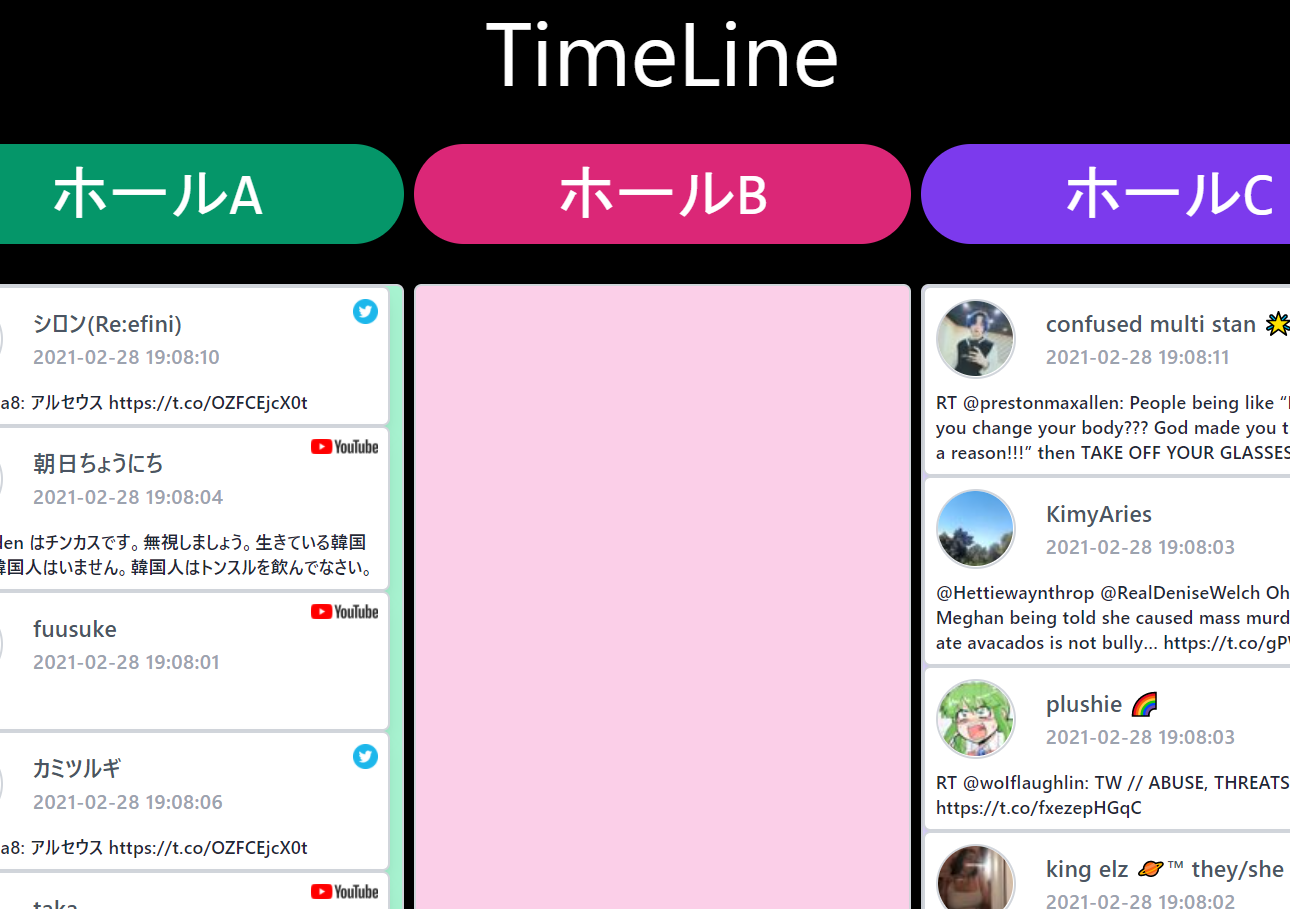 TimeLine
ホールA
ホールB
ホールC
シロン(Re:efini)
2021-02-28 19:08:10
a8: アルセウス https://t.co/OZFCEjcX0t
YouTube
朝日ちょうにち
2021-02-28 19:08:04
len はチンカスです。無視しましょう。生きている韓国
韓国人はいません。韓国人はトンスルを飲んでなさい。
YouTube
fuusuke
2021-02-28 19:08:01
カミツルギ
2021-02-28 19:08:06
a8: アルセウス https://t.co/OZFCEjcX0t
YouTube
taka
confused multi stan 🌟
2021-02-28 19:08:11
RT @prestonmaxallen: People being like “
you change your body??? God made you t
a reason!!!” then TAKE OFF YOUR GLASSES
KimyAries
2021-02-28 19:08:03
@Hettiewaynthrop @RealDeniseWelch Oh
Meghan being told she caused mass murd
ate avacados is not bully... https://t.co/gP
plushie 🌈
2021-02-28 19:08:03
RT @woIflaughlin: TW // ABUSE, THREATS
https://t.co/fxezepHGqC
king elz 🪐™ they/she
2021-02-28 19:08:02